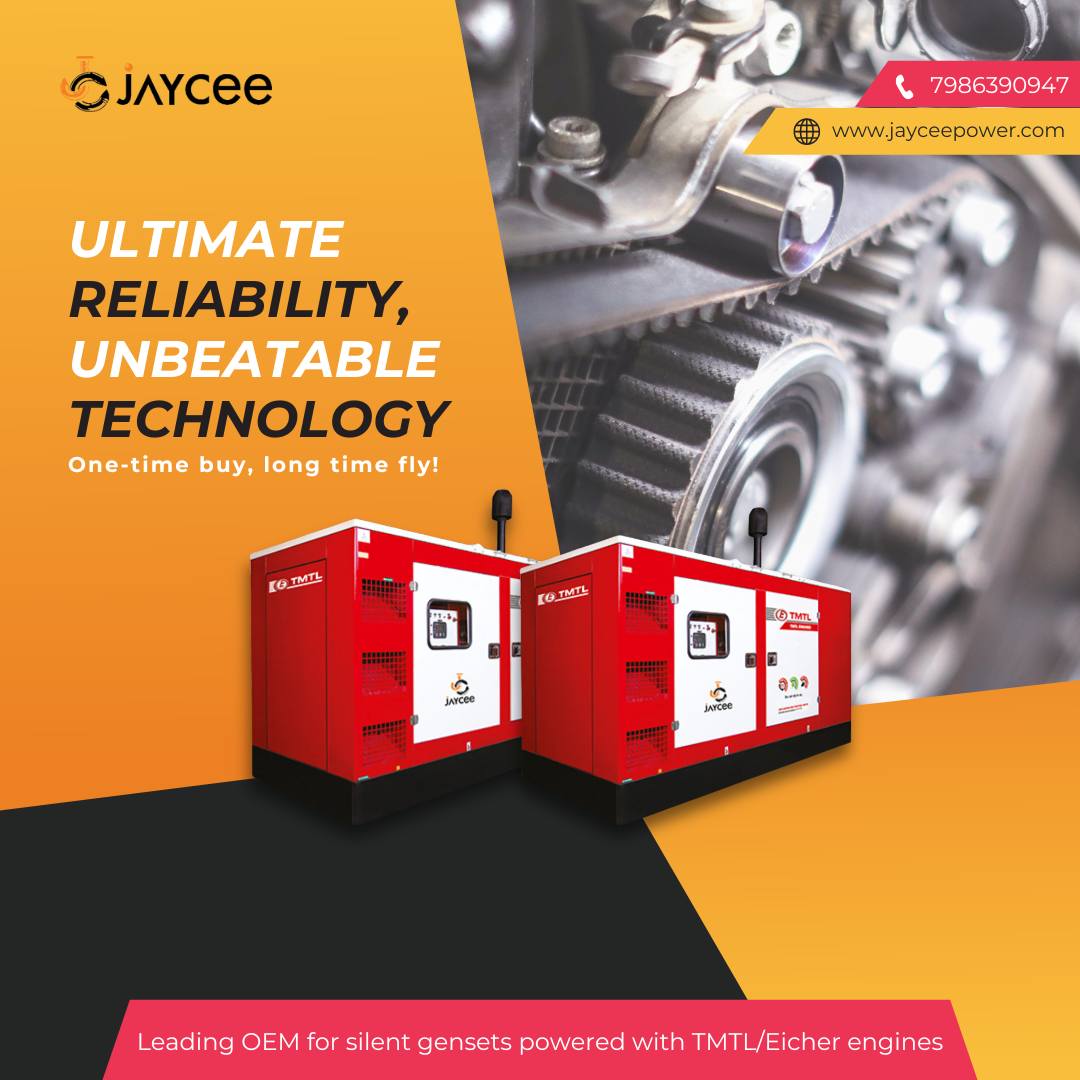 JAYCEE
7986390947
www.jayceepower.com
ULTIMATE
RELIABILITY,
UNBEATABLE
TECHNOLOGY
One-time buy, long time fly!
TMTL
JAYCEE
TMTL
TMTL
JAYCEE
Leading OEM for silent gensets powered with TMTL/Eicher engines